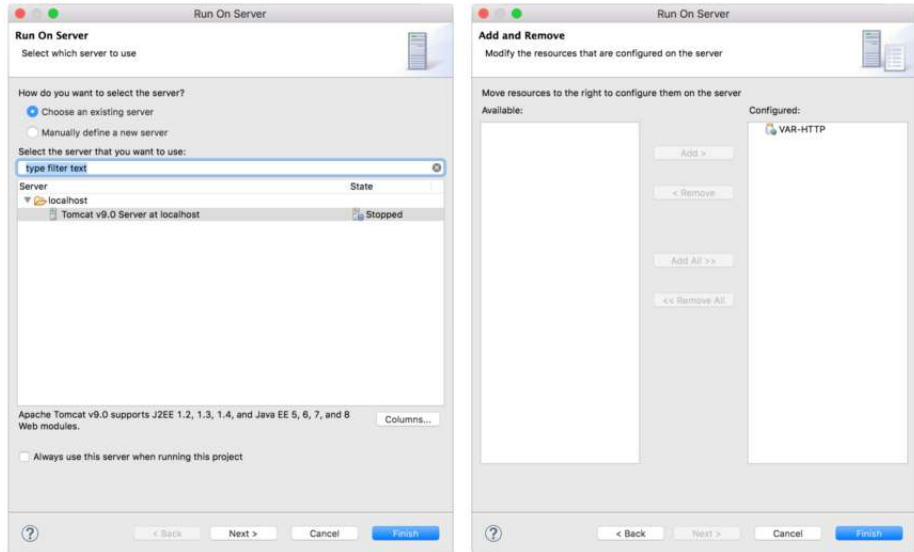 Run On Server
Run On Server
Select which server to use
How do you want to select the server?
Choose an existing server
Manually define a new server
Select the server that you want to use:
type filter text
Server State
localhost
Tomcat v9.0 Server at localhost Stopped
Apache Tomcat v9.0 supports J2EE 1.2, 1.3, 1.4, and Java EE 5, 6, 7, and 8
Web modules.
Columns...
Always use this server when running this project
? < Back Next > Cancel Finish
Run On Server
Add and Remove
Modify the resources that are configured on the server
Move resources to the right to configure them on the server
Available: Configured:
VAR-HTTP
Add >
< Remove
Add All >>
<< Remove All
? < Back Next > Cancel Finish